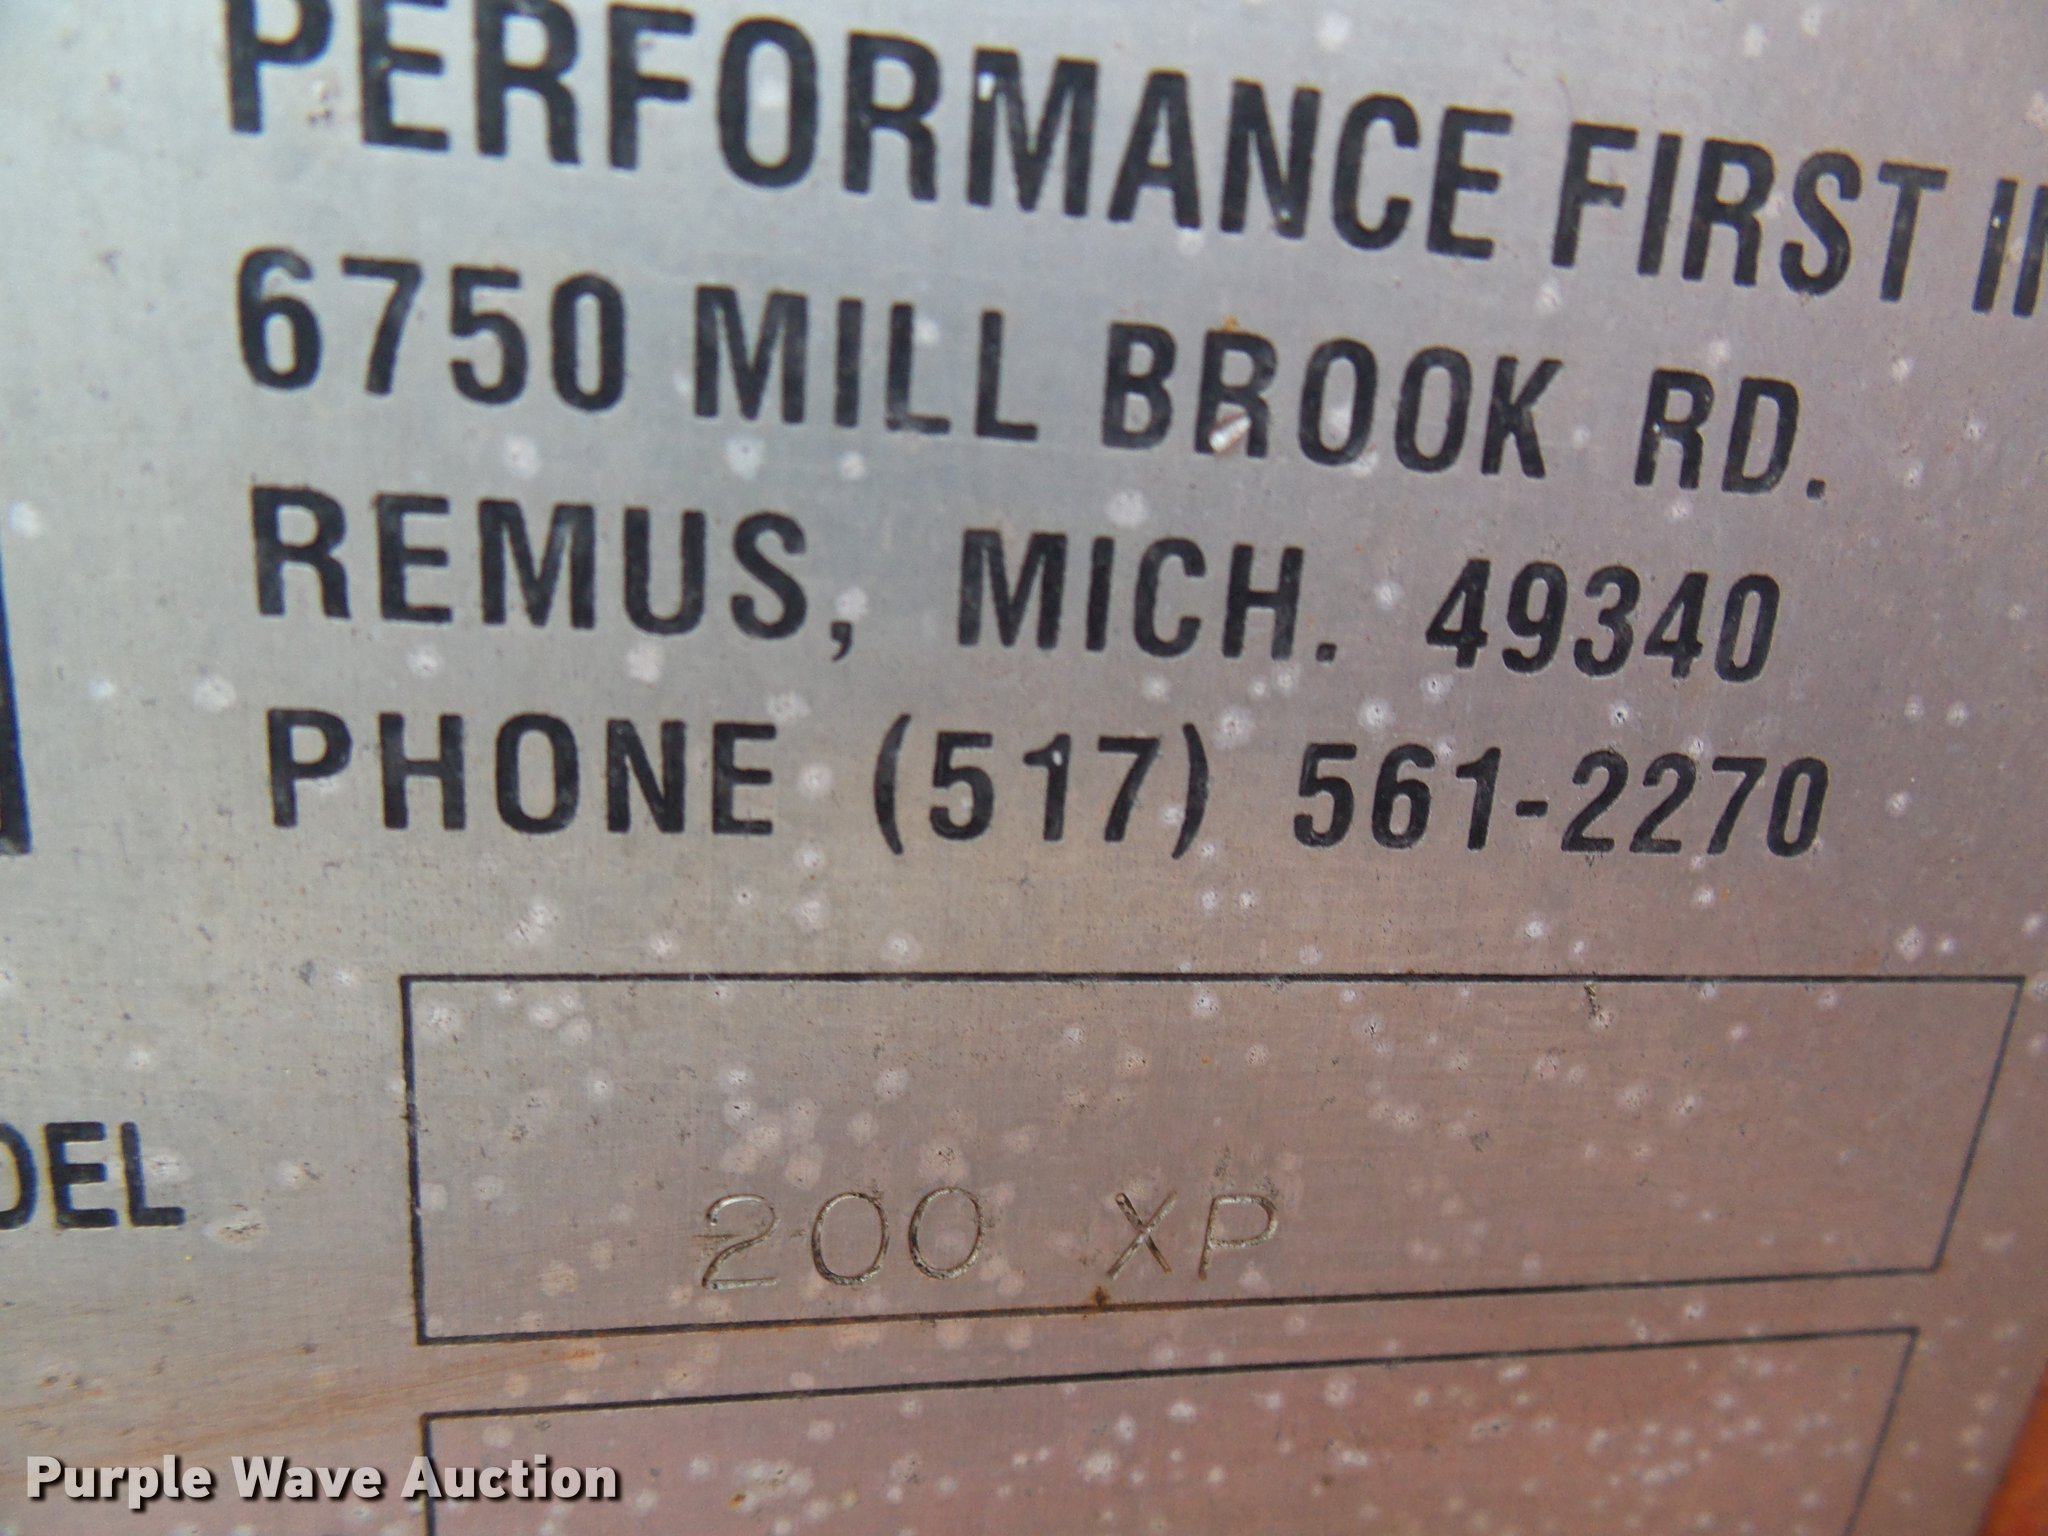 PERFORMANCE FIRST
6750 MILL BROOK RD.
REMUS, MICH. 49340
PHONE (517) 561-2270
DEL 200 XP
Purple Wave Auction